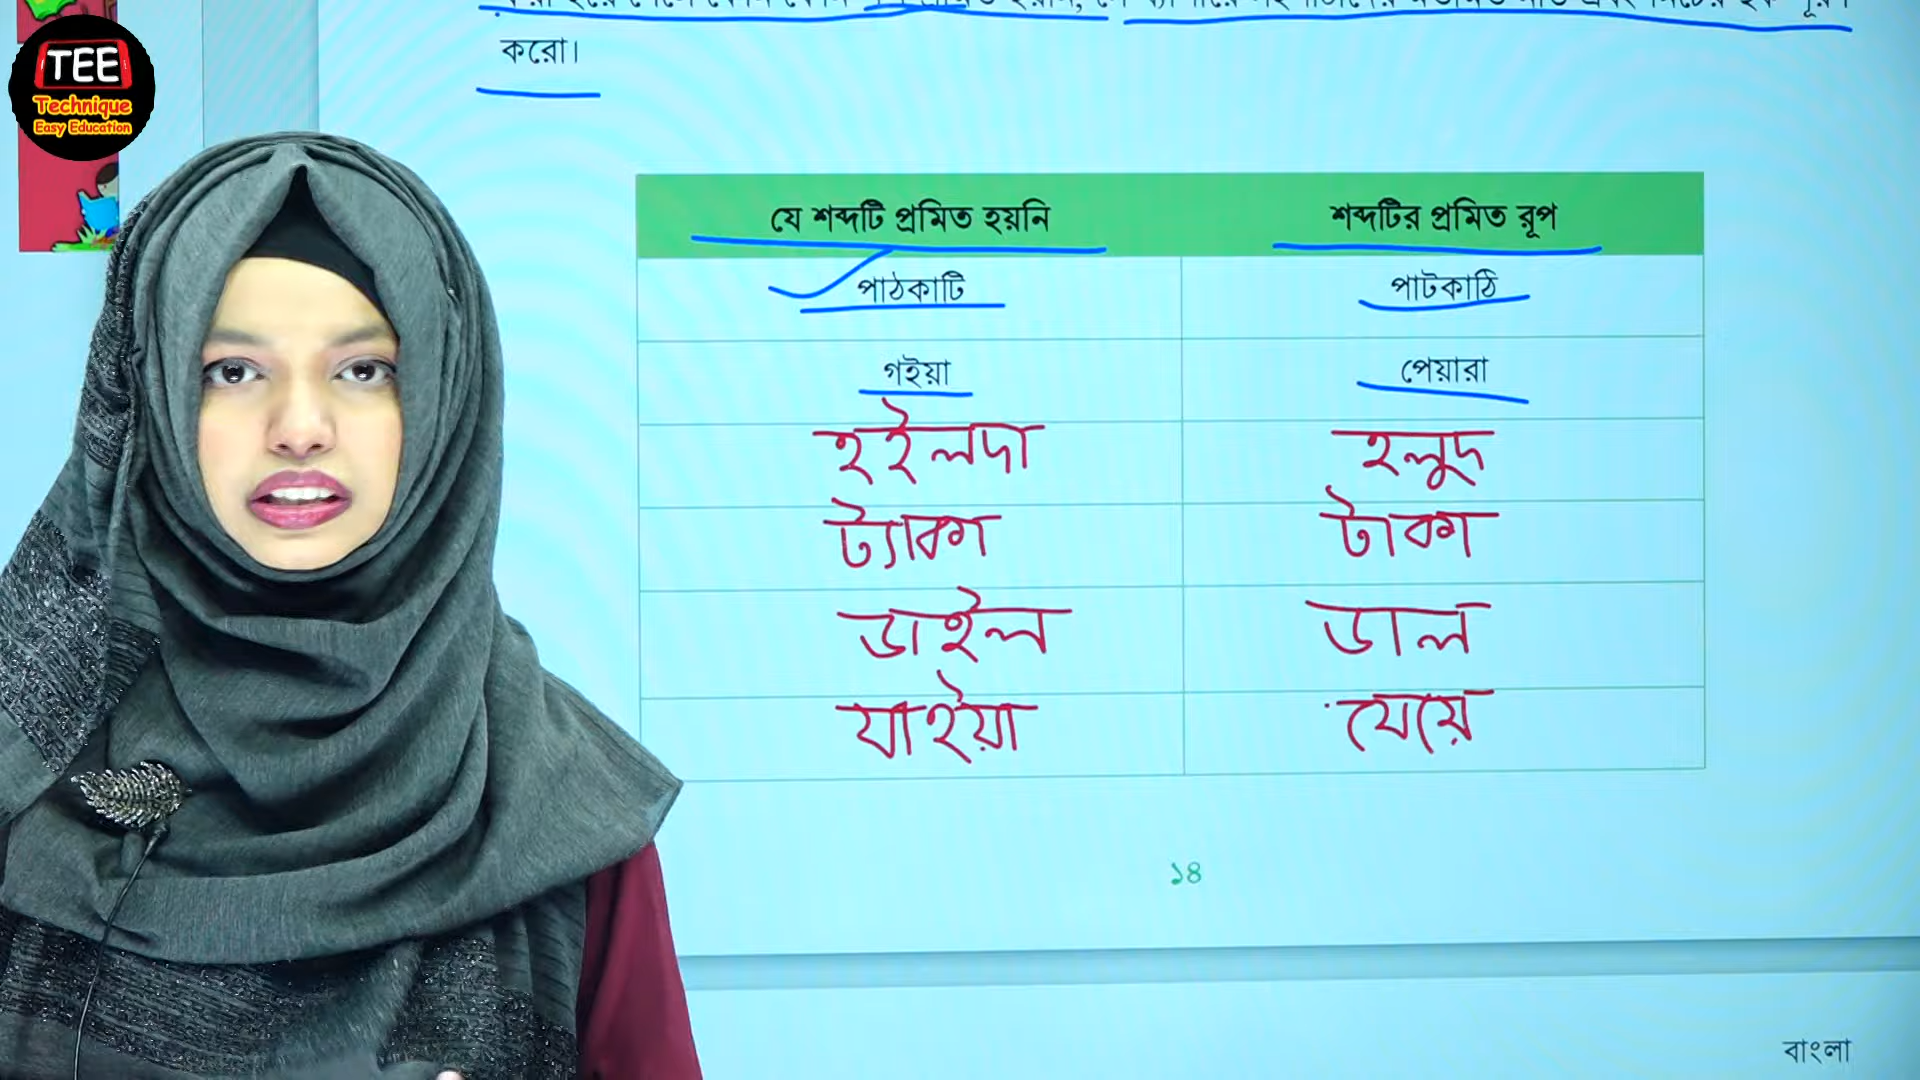 TEE
Technique
Easy Education
করো।
যে শব্দটি প্রমিত হয়নি শব্দটির প্রমিত রূপ
পাঠকাটি পাটকাঠি
গইয়া পেয়ারা
হইলদা হলুদ
ট্যাকা টাকা
ডাইল ডাল
যাইয়া যেয়ে
১৪
বাংলা